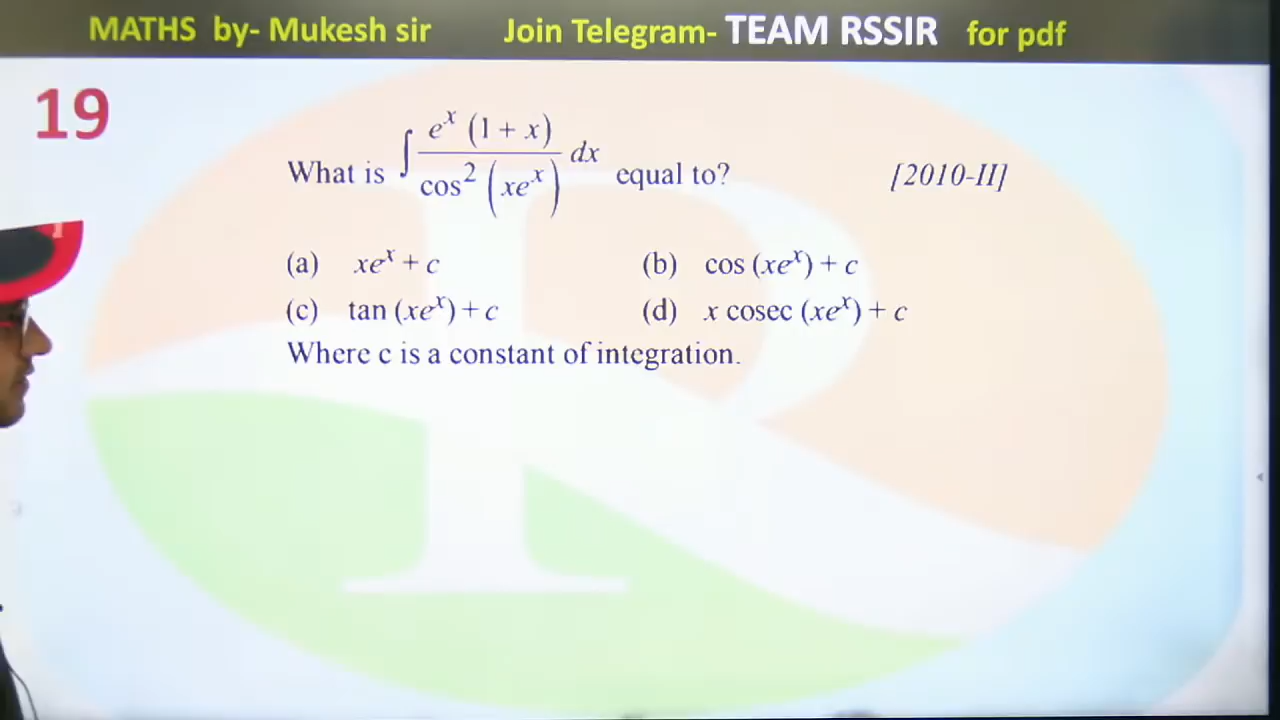 MATHS by- Mukesh sir Join Telegram- TEAM RSSIR for pdf
19
What is ∫ e^x (1 + x) / cos^2 (xe^x) dx equal to? [2010-II]
(a) xe^x + c (b) cos (xe^x) + c
(c) tan (xe^x) + c (d) x cosec (xe^x) + c
Where c is a constant of integration.